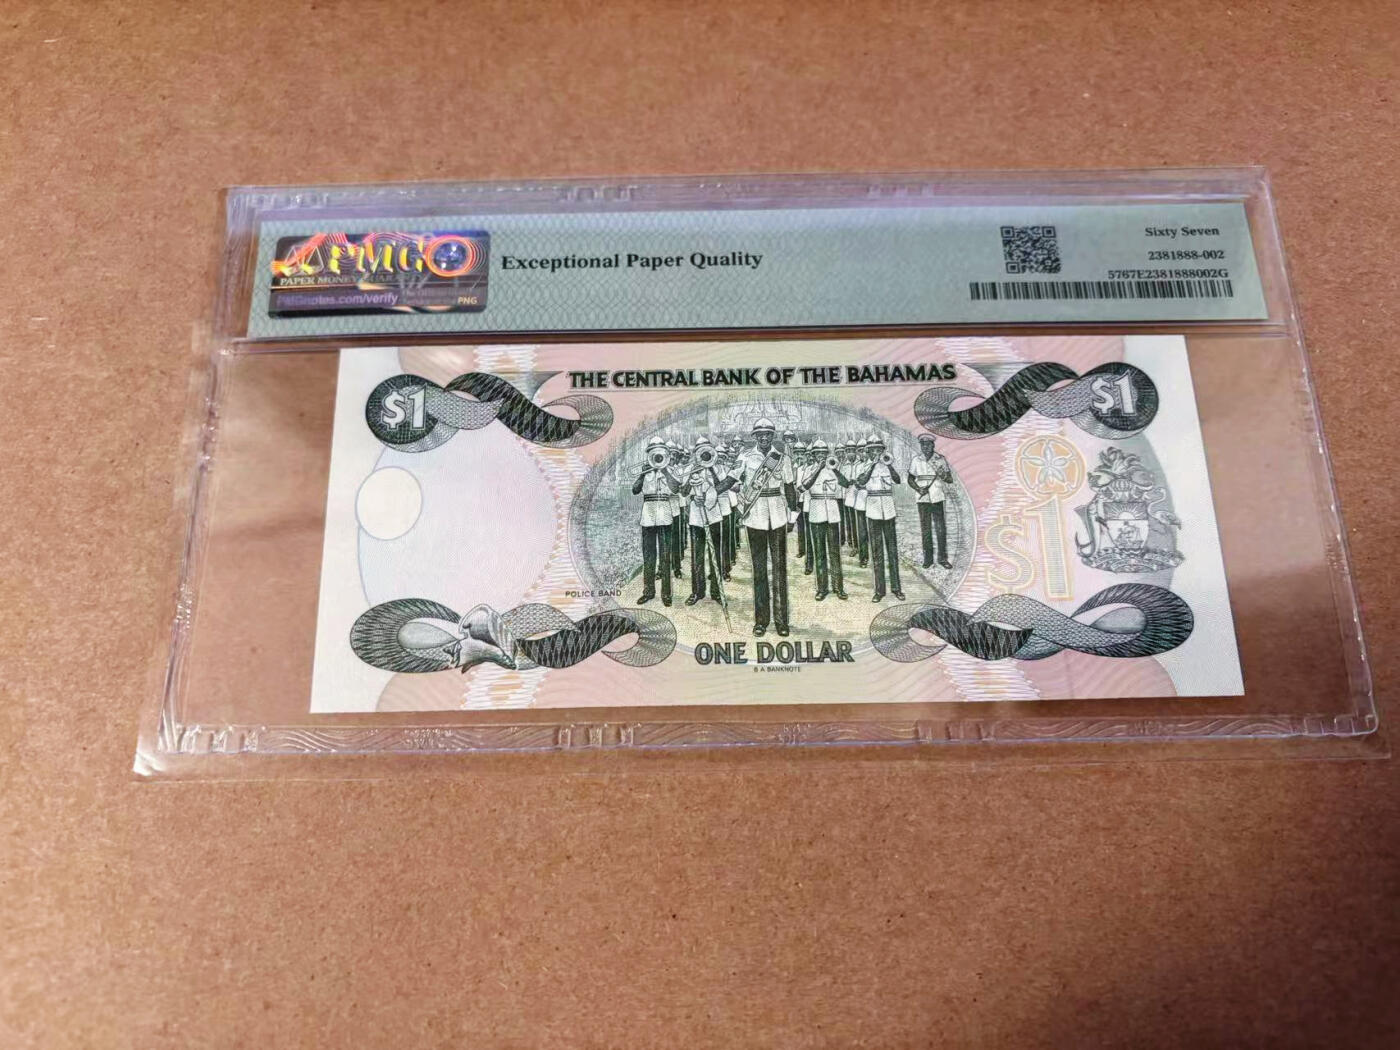 PMG
PAPER MONEY GUARANTY
PMGnotes.com/verify
PNG
Exceptional Paper Quality
Sixty Seven
2381888-002
5767E2381888002G
THE CENTRAL BANK OF THE BAHAMAS
$1
$1
$1
POLICE BAND
ONE DOLLAR
B A BANKNOTE